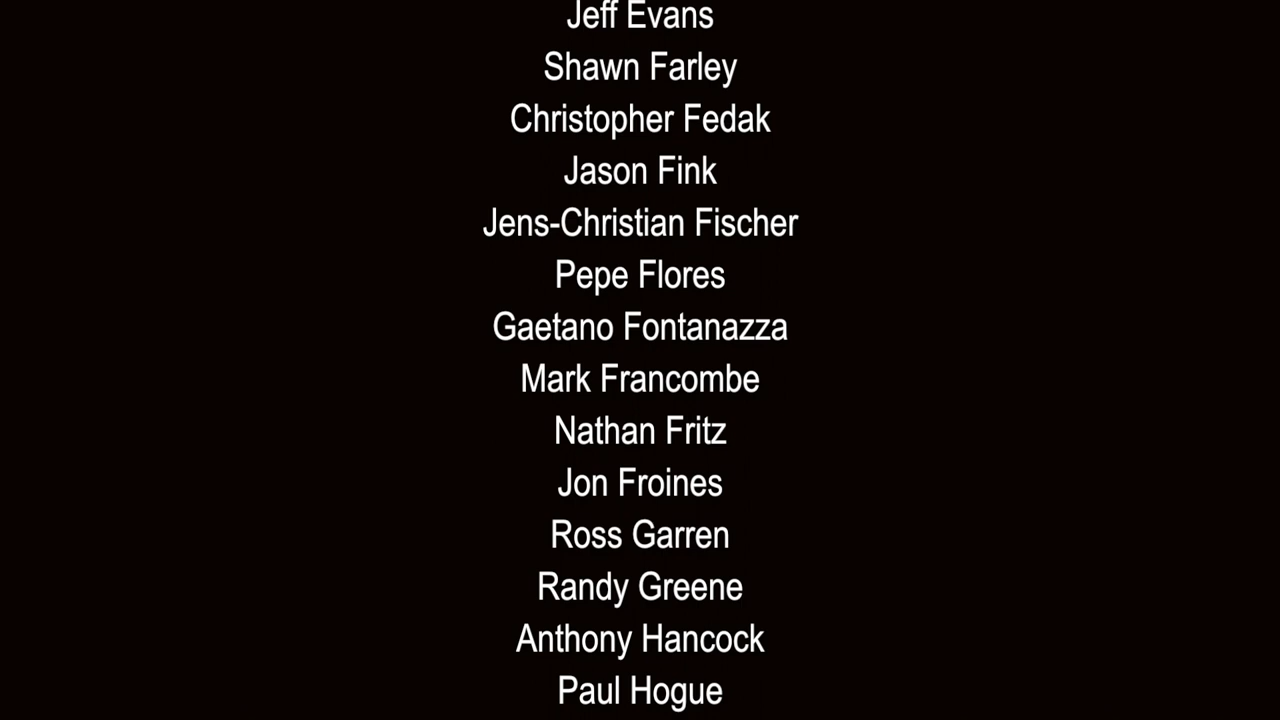 Jeff Evans
Shawn Farley
Christopher Fedak
Jason Fink
Jens-Christian Fischer
Pepe Flores
Gaetano Fontanazza
Mark Francombe
Nathan Fritz
Jon Froines
Ross Garren
Randy Greene
Anthony Hancock
Paul Hogue